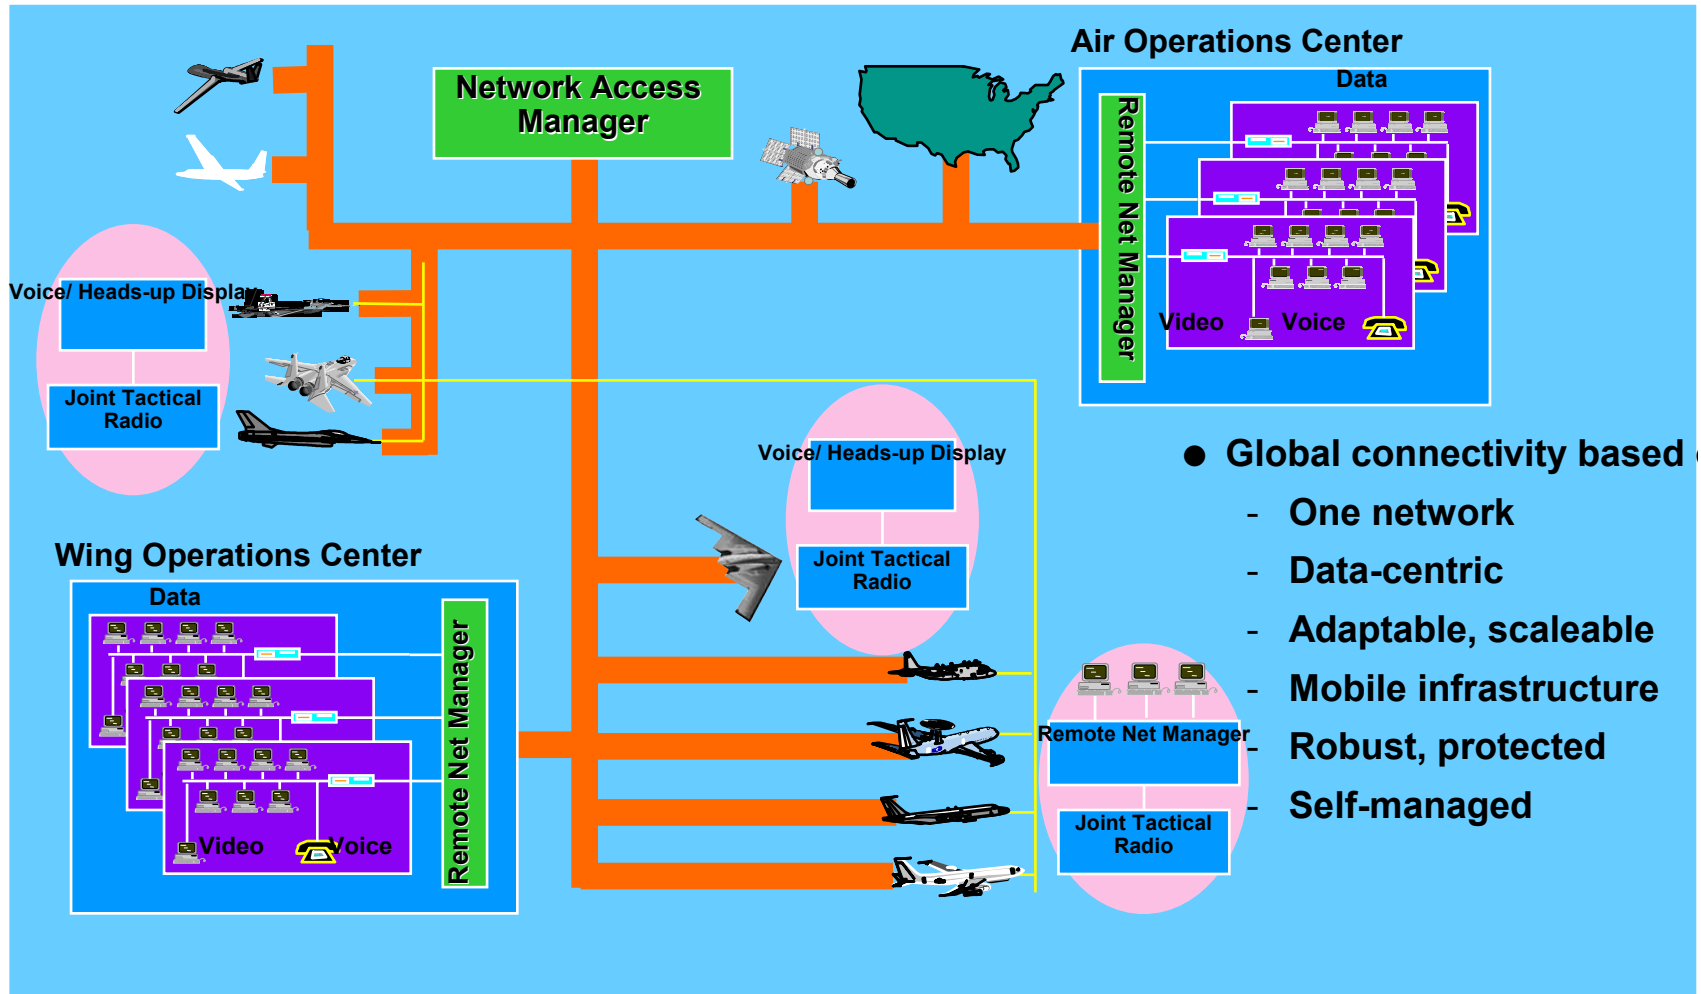 Air Operations Center
Network Access
Manager
Data
Remote Net Manager
Video
Voice
Voice/ Heads-up Display
Joint Tactical
Radio
Voice/ Heads-up Display
Joint Tactical
Radio
● Global connectivity based
- One network
- Data-centric
- Adaptable, scaleable
- Mobile infrastructure
- Robust, protected
- Self-managed
Wing Operations Center
Data
Remote Net Manager
Video
Voice
Remote Net Manager
Joint Tactical
Radio